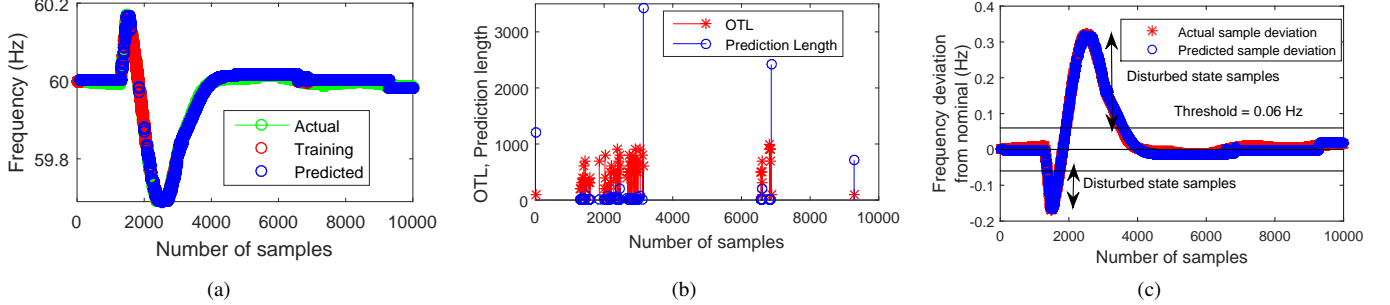 60.2
60
59.8
Frequency (Hz)
Actual
Training
Predicted
0 2000 4000 6000 8000 10000
Number of samples
(a)
3000
2400
1800
1200
600
0
OTL, Prediction length
OTL
Prediction Length
0 2000 4000 6000 8000 10000
Number of samples
(b)
0.4
0.3
0.2
0.1
0
-0.1
-0.2
Frequency deviation
from nominal (Hz)
Actual sample deviation
Predicted sample deviation
Disturbed state samples
Threshold = 0.06 Hz
Disturbed state samples
0 2000 4000 6000 8000 10000
Number of samples
(c)